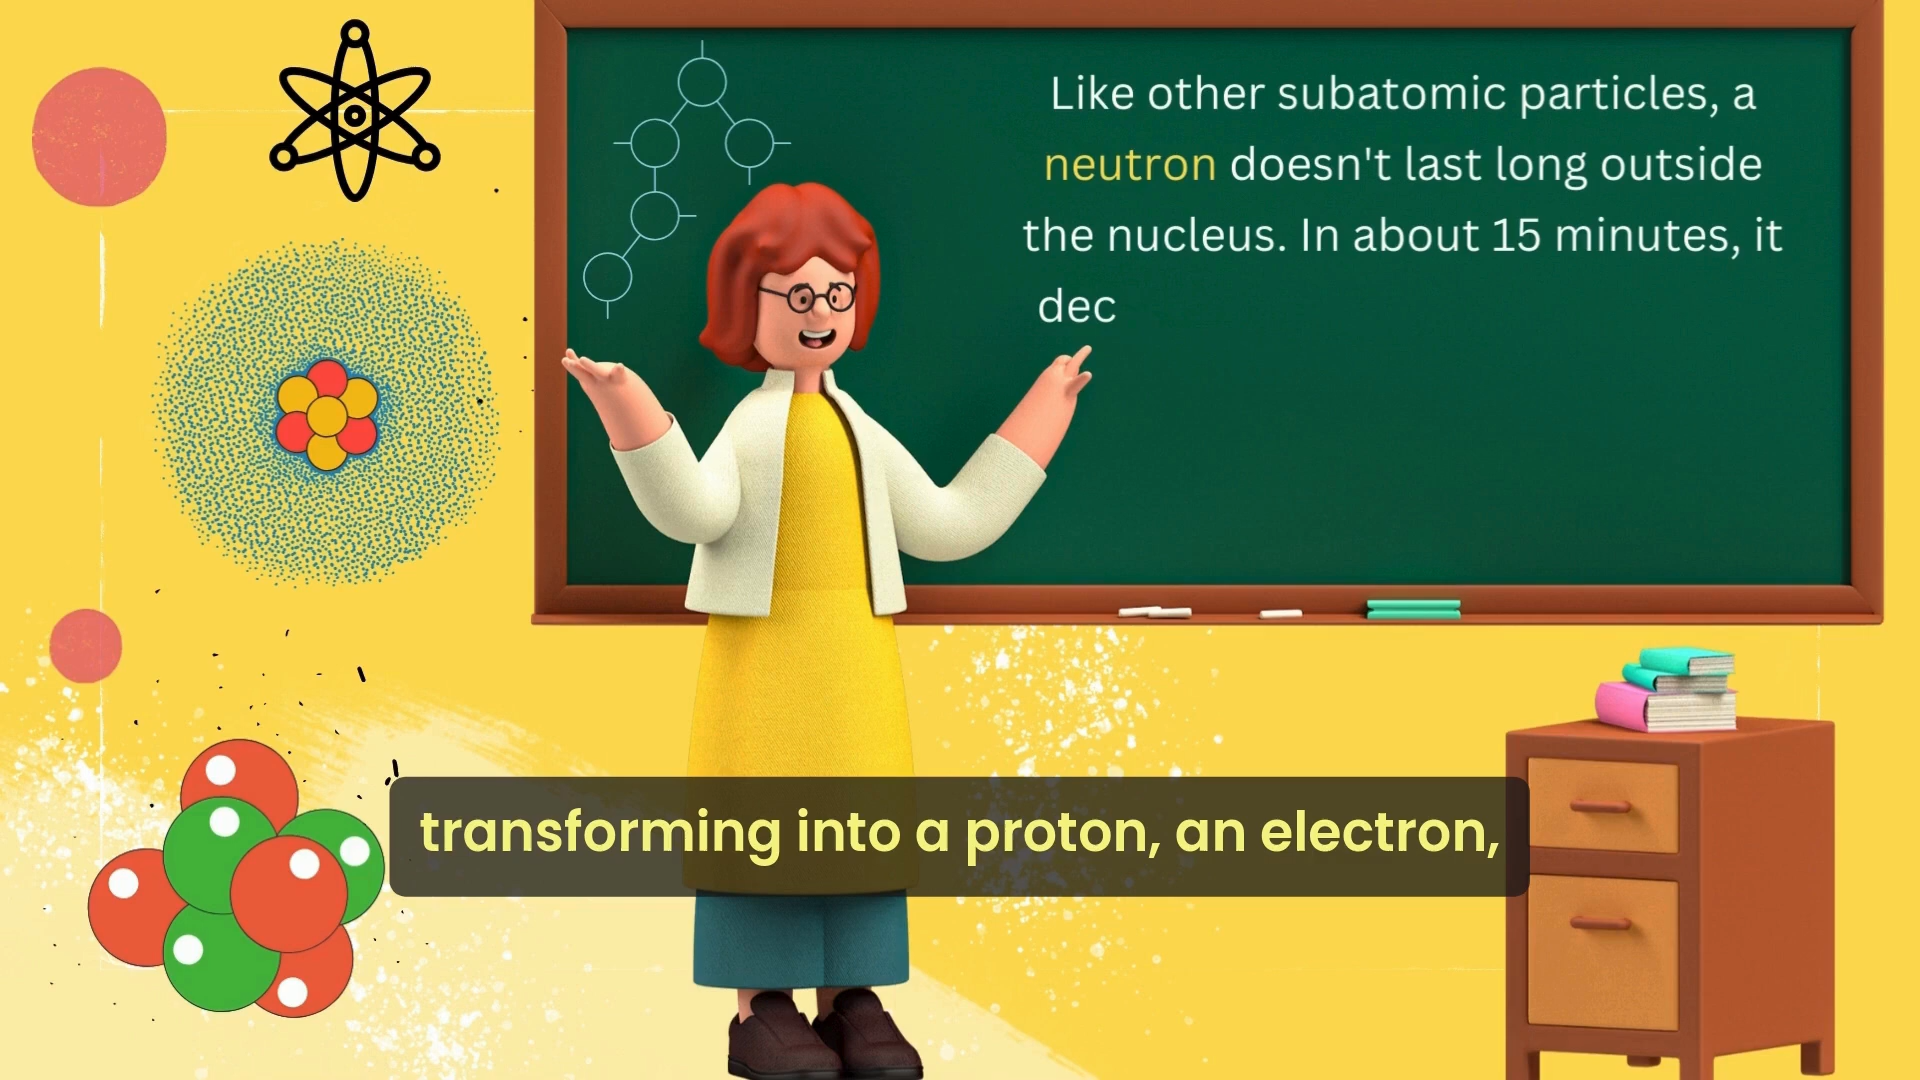 Like other subatomic particles, a
neutron doesn't last long outside
the nucleus. In about 15 minutes, it
dec
transforming into a proton, an electron,